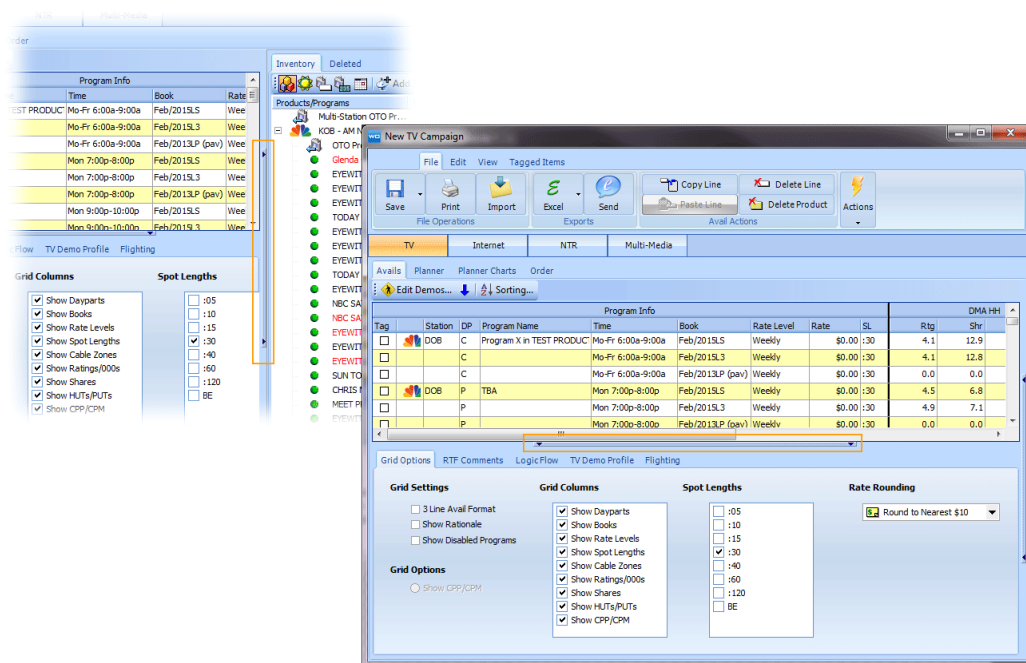 NTR Multi-Media
Order
Program Info
Time Book Rate
TEST PRODUCT Mo-Fr 6:00a-9:00a Feb/2015LS Wee
Mo-Fr 6:00a-9:00a Feb/2015L3 Wee
Mo-Fr 6:00a-9:00a Feb/2013LP (pav) Wee
Mon 7:00p-8:00p Feb/2015LS Wee
Mon 7:00p-8:00p Feb/2015L3 Wee
Mon 7:00p-8:00p Feb/2013LP (pav) Wee
Mon 9:00p-10:00p Feb/2015LS Wee
Mon 9:00p-10:00p Feb/2015L3 Wee
Flow TV Demo Profile Flighting
Grid Columns Spot Lengths
Show Dayparts :05
Show Books :10
Show Rate Levels :15
Show Spot Lengths :30
Show Cable Zones :40
Show Ratings/000s :60
Show Shares :120
Show HUTs/PUTs BE
Show CPP/CPM
Inventory Deleted
Add
Products/Programs
Multi-Station OTO Pr...
KOB - AM N
OTO Pr
Glenda
EYEWIT
EYEWIT
EYEWIT
TODAY
EYEWIT
EYEWIT
EYEWIT
TODAY
EYEWIT
NBC SA
NBC SA
EYEWIT
EYEWIT
EYEWIT
SUN TO
CHRIS M
MEET P
EYEWIT
New TV Campaign
File Edit View Tagged Items
Save Print Import Excel Send Copy Line Delete Line Actions
Paste Line Delete Product
File Operations Exports Avail Actions
TV Internet NTR Multi-Media
Avails Planner Planner Charts Order
Edit Demos... Sorting...
Program Info DMA HH
Tag Station DP Program Name Time Book Rate Level Rate SL Rtg Shr
DOB C Program X in TEST PRODUCT Mo-Fr 6:00a-9:00a Feb/2015LS Weekly $0.00 :30 4.1 12.9
C Mo-Fr 6:00a-9:00a Feb/2015L3 Weekly $0.00 :30 4.1 12.8
C Mo-Fr 6:00a-9:00a Feb/2013LP (pav) Weekly $0.00 :30 0.0 0.0
DOB P TBA Mon 7:00p-8:00p Feb/2015LS Weekly $0.00 :30 4.5 6.8
P Mon 7:00p-8:00p Feb/2015L3 Weekly $0.00 :30 4.9 7.1
P Mon 7:00p-8:00p Feb/2013LP (pav) Weekly $0.00 :30 0.0 0.0
Grid Options RTF Comments Logic Flow TV Demo Profile Flighting
Grid Settings Grid Columns Spot Lengths Rate Rounding
3 Line Avail Format
Show Rationale
Show Disabled Programs
Grid Options
Show CPP/CPM
Show Dayparts
Show Books
Show Rate Levels
Show Spot Lengths
Show Cable Zones
Show Ratings/000s
Show Shares
Show HUTs/PUTs
Show CPP/CPM
:05
:10
:15
:30
:40
:60
:120
BE
Round to Nearest $10